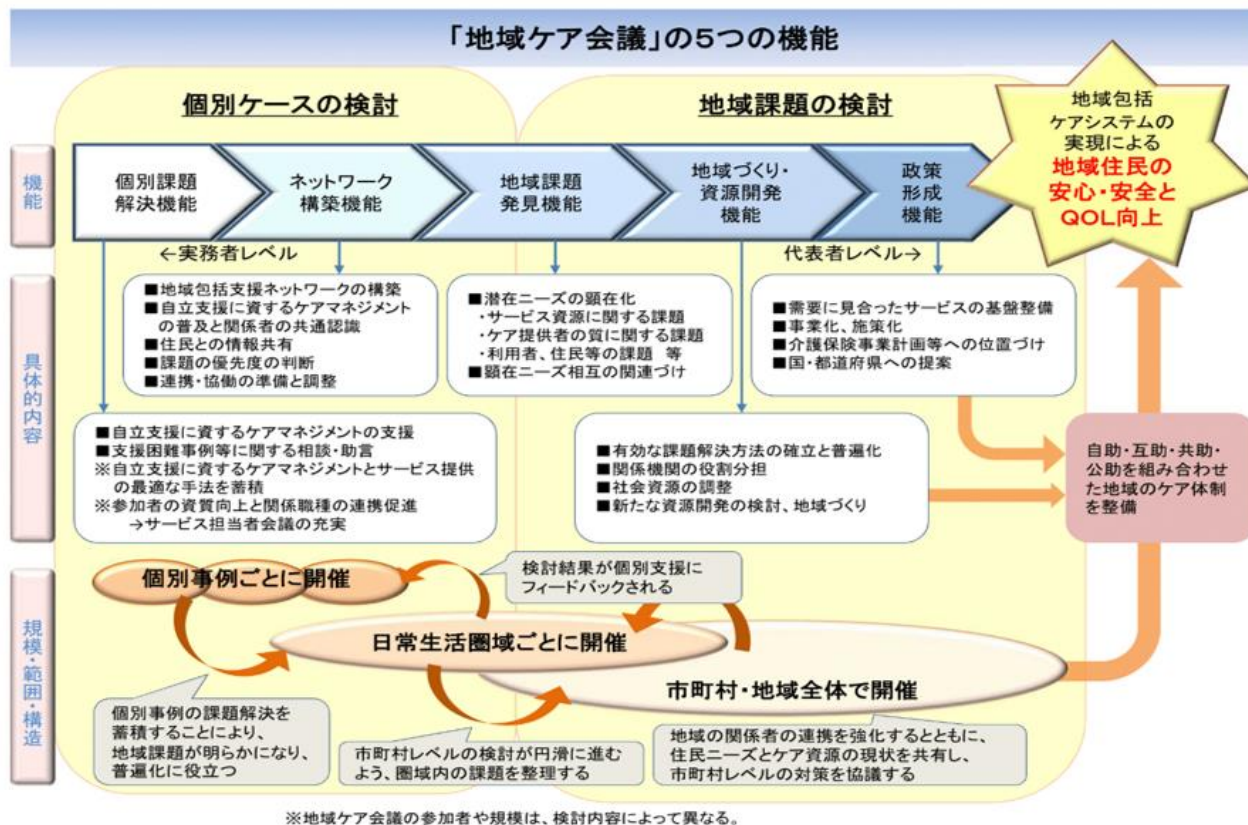 「地域ケア会議」の5つの機能
個別ケースの検討
地域課題の検討
地域包括
ケアシステムの
実現による
地域住民の
安心・安全と
QOL向上
機能
個別課題
解決機能
ネットワーク
構築機能
地域課題
発見機能
地域づくり・
資源開発
機能
政策
形成
機能
←実務者レベル
代表者レベル→
具体的内容
■地域包括支援ネットワークの構築
■自立支援に資するケアマネジメント
の普及と関係者の共通認識
■住民との情報共有
■課題の優先度の判断
■連携・協働の準備と調整
■潜在ニーズの顕在化
・サービス資源に関する課題
・ケア提供者の質に関する課題
・利用者、住民等の課題 等
■顕在ニーズ相互の関連づけ
■需要に見合ったサービスの基盤整備
■事業化、施策化
■介護保険事業計画等への位置づけ
■国・都道府県への提案
■自立支援に資するケアマネジメントの支援
■支援困難事例等に関する相談・助言
※自立支援に資するケアマネジメントとサービス提供
の最適な手法を蓄積
※参加者の資質向上と関係職種の連携促進
→サービス担当者会議の充実
■有効な課題解決方法の確立と普遍化
■関係機関の役割分担
■社会資源の調整
■新たな資源開発の検討、地域づくり
自助・互助・共助・
公助を組み合わせ
た地域のケア体制
を整備
規模・範囲・構造
個別事例ごとに開催
検討結果が個別支援に
フィードバックされる
日常生活圏域ごとに開催
市町村・地域全体で開催
個別事例の課題解決を
蓄積することにより、
地域課題が明らかになり、
普遍化に役立つ
市町村レベルの検討が円滑に進む
よう、圏域内の課題を整理する
地域の関係者の連携を強化するとともに、
住民ニーズとケア資源の現状を共有し、
市町村レベルの対策を協議する
※地域ケア会議の参加者や規模は、検討内容によって異なる。